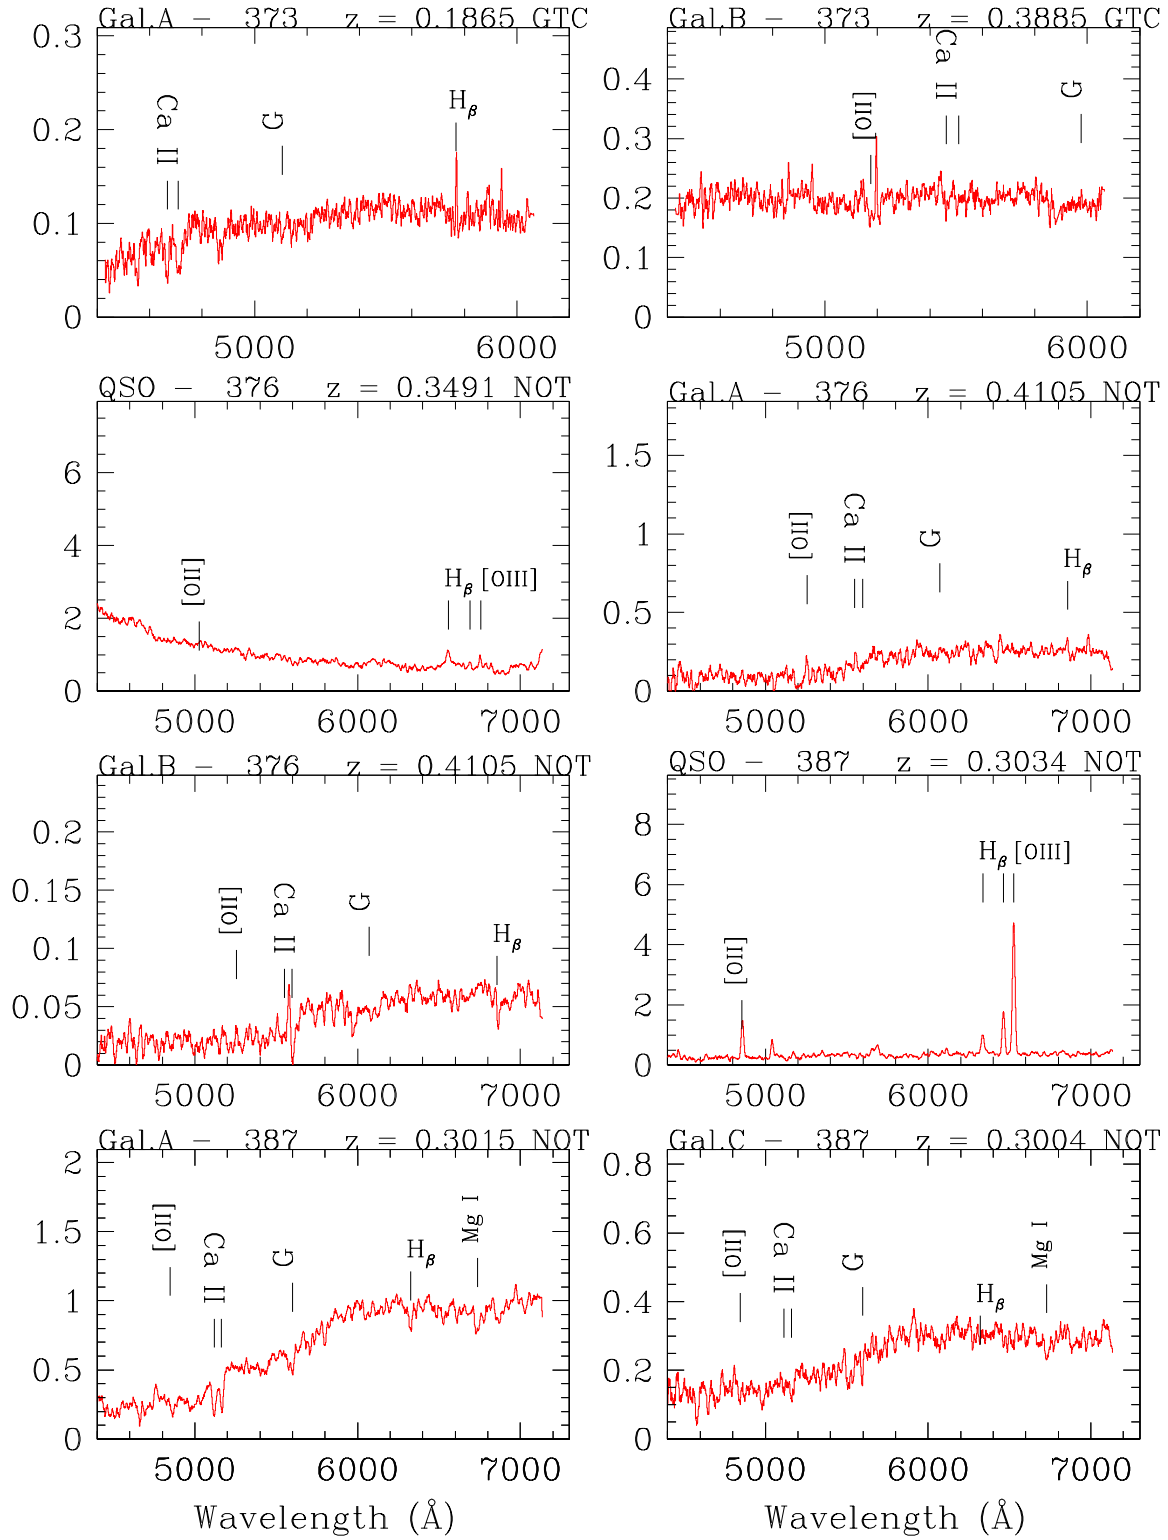 Gal.A – 373 z = 0.1865 GTC
0.3
0.2
0.1
0
Ca II
G
Hβ
5000 6000
Gal.B – 373 z = 0.3885 GTC
0.4
0.3
0.2
0.1
0
[OII]
Ca II
G
5000 6000
QSO – 376 z = 0.3491 NOT
6
4
2
0
[OII]
Hβ [OIII]
5000 6000 7000
Gal.A – 376 z = 0.4105 NOT
1.5
1
0.5
0
[OII]
Ca II
G
Hβ
5000 6000 7000
Gal.B – 376 z = 0.4105 NOT
0.2
0.15
0.1
0.05
0
[OII]
Ca II
G
Hβ
5000 6000 7000
QSO – 387 z = 0.3034 NOT
8
6
4
2
0
[OII]
Hβ [OIII]
5000 6000 7000
Gal.A – 387 z = 0.3015 NOT
2
1.5
1
0.5
0
[OII]
Ca II
G
Hβ
Mg I
5000 6000 7000
Wavelength (Å)
Gal.C – 387 z = 0.3004 NOT
0.8
0.6
0.4
0.2
0
[OII]
Ca II
G
Hβ
Mg I
5000 6000 7000
Wavelength (Å)